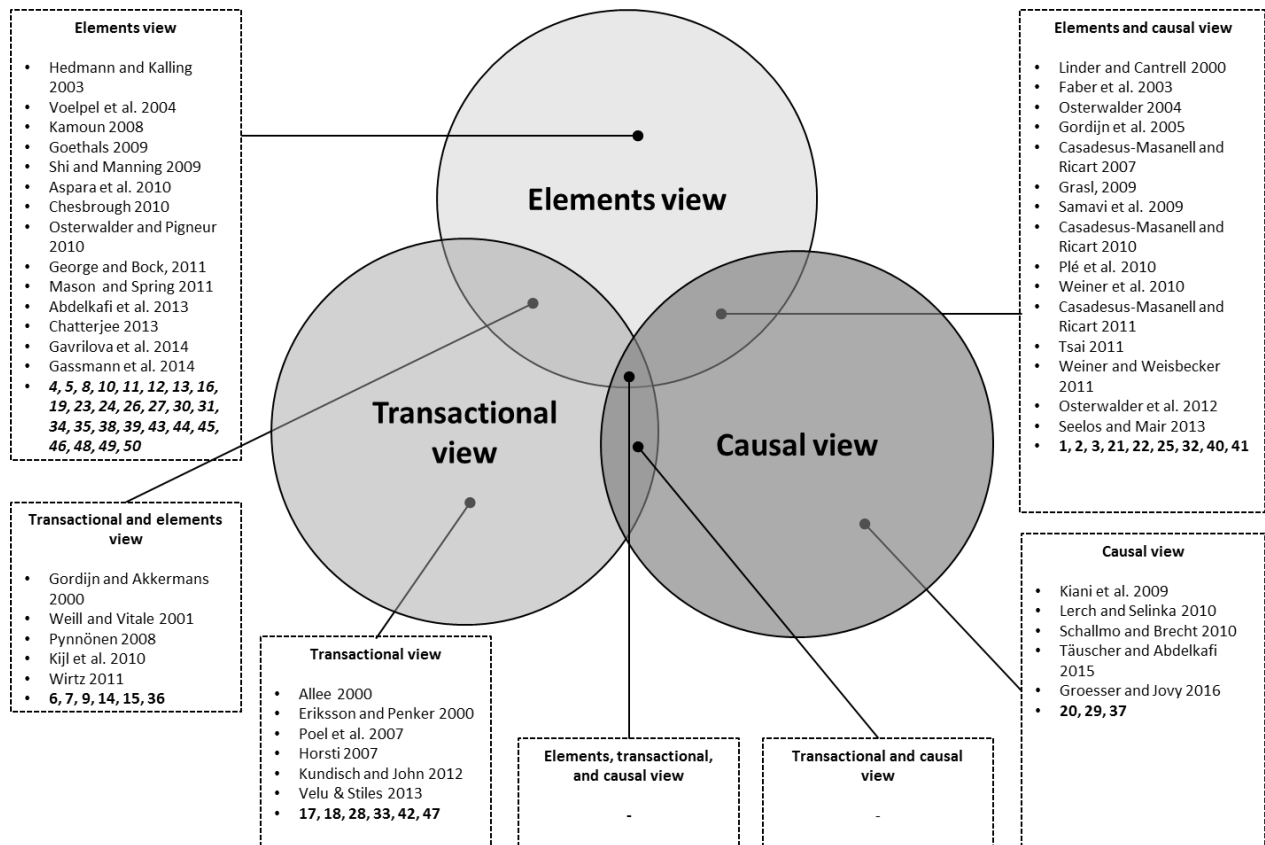 Elements view
• Hedmann and Kalling
2003
• Voelpel et al. 2004
• Kamoun 2008
• Goethals 2009
• Shi and Manning 2009
• Aspara et al. 2010
• Chesbrough 2010
• Osterwalder and Pigneur
2010
• George and Bock, 2011
• Mason and Spring 2011
• Abdelkafi et al. 2013
• Chatterjee 2013
• Gavrilova et al. 2014
• Gassmann et al. 2014
• 4, 5, 8, 10, 11, 12, 13, 16,
19, 23, 24, 26, 27, 30, 31,
34, 35, 38, 39, 43, 44, 45,
46, 48, 49, 50
Elements view
Transactional
view
Causal view
Elements and causal view
• Linder and Cantrell 2000
• Faber et al. 2003
• Osterwalder 2004
• Gordijn et al. 2005
• Casadesus-Masanell and
Ricart 2007
• Grasl, 2009
• Samavi et al. 2009
• Casadesus-Masanell and
Ricart 2010
• Plé et al. 2010
• Weiner et al. 2010
• Casadesus-Masanell and
Ricart 2011
• Tsai 2011
• Weiner and Weisbecker
2011
• Osterwalder et al. 2012
• Seelos and Mair 2013
• 1, 2, 3, 21, 22, 25, 32, 40, 41
Transactional and elements
view
• Gordijn and Akkermans
2000
• Weill and Vitale 2001
• Pynnönen 2008
• Kijl et al. 2010
• Wirtz 2011
• 6, 7, 9, 14, 15, 36
Transactional view
• Allee 2000
• Eriksson and Penker 2000
• Poel et al. 2007
• Horsti 2007
• Kundisch and John 2012
• Velu & Stiles 2013
• 17, 18, 28, 33, 42, 47
Elements, transactional,
and causal view
-
Transactional and causal
view
-
Causal view
• Kiani et al. 2009
• Lerch and Selinka 2010
• Schallmo and Brecht 2010
• Täuscher and Abdelkafi
2015
• Groesser and Jovy 2016
• 20, 29, 37